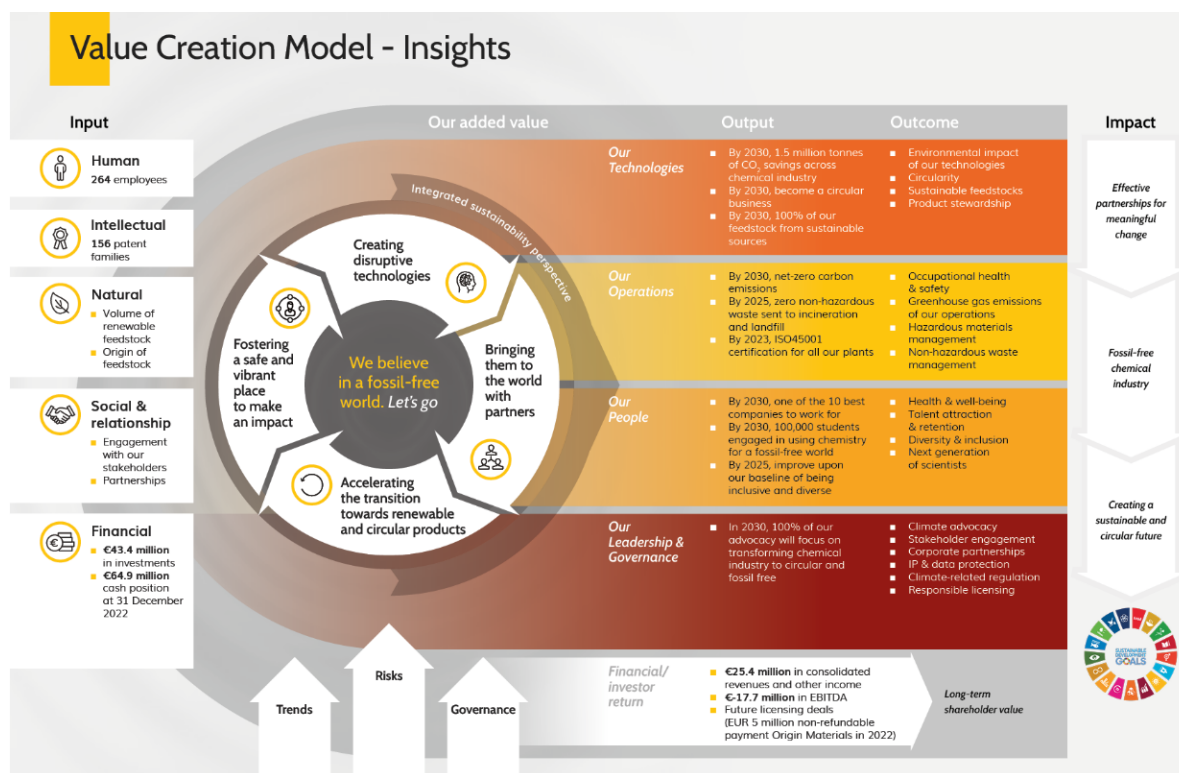 Value Creation Model - Insights
Input
Human
264 employees
Intellectual
156 patent
families
Natural
■ Volume of
renewable
feedstock
■ Origin of
feedstock
Social &
relationship
■ Engagement
with our
stakeholders
■ Partnerships
Financial
■ €43.4 million
in investments
■ €64.9 million
cash position
at 31 December
2022
Our added value
Integrated sustainability perspective
Creating
disruptive
technologies
Bringing
them to
the world
with
partners
Accelerating
the transition
towards renewable
and circular products
Fostering
a safe and
vibrant
place
to make
an impact
We believe
in a fossil-free
world. Let's go
Trends
Risks
Governance
Output
Outcome
Our
Technologies
■ By 2030, 1.5 million tonnes
of CO₂ savings across
chemical industry
■ By 2030, become a circular
business
■ By 2030, 100% of our
feedstock from sustainable
sources
■ Environmental impact
of our technologies
■ Circularity
■ Sustainable feedstocks
■ Product stewardship
Our
Operations
■ By 2030, net-zero carbon
emissions
■ By 2025, zero non-hazardous
waste sent to incineration
and landfill
■ By 2023, ISO45001
certification for all our plants
■ Occupational health
& safety
■ Greenhouse gas emissions
of our operations
■ Hazardous materials
management
■ Non-hazardous waste
management
Our
People
■ By 2030, one of the 10 best
companies to work for
■ By 2030, 100,000 students
engaged in using chemistry
for a fossil-free world
■ By 2025, improve upon
our baseline of being
inclusive and diverse
■ Health & well-being
■ Talent attraction
& retention
■ Diversity & inclusion
■ Next generation
of scientists
Our
Leadership &
Governance
■ In 2030, 100% of our
advocacy will focus on
transforming chemical
industry to circular and
fossil free
■ Climate advocacy
■ Stakeholder engagement
■ Corporate partnerships
■ IP & data protection
■ Climate-related regulation
■ Responsible licensing
Financial/
investor
return
■ €25.4 million in consolidated
revenues and other income
■ €-17.7 million in EBITDA
■ Future licensing deals
(EUR 5 million non-refundable
payment Origin Materials in 2022)
Long-term
shareholder value
Impact
Effective
partnerships for
meaningful
change
Fossil-free
chemical
industry
Creating a
sustainable and
circular future
SUSTAINABLE
DEVELOPMENT
GOALS